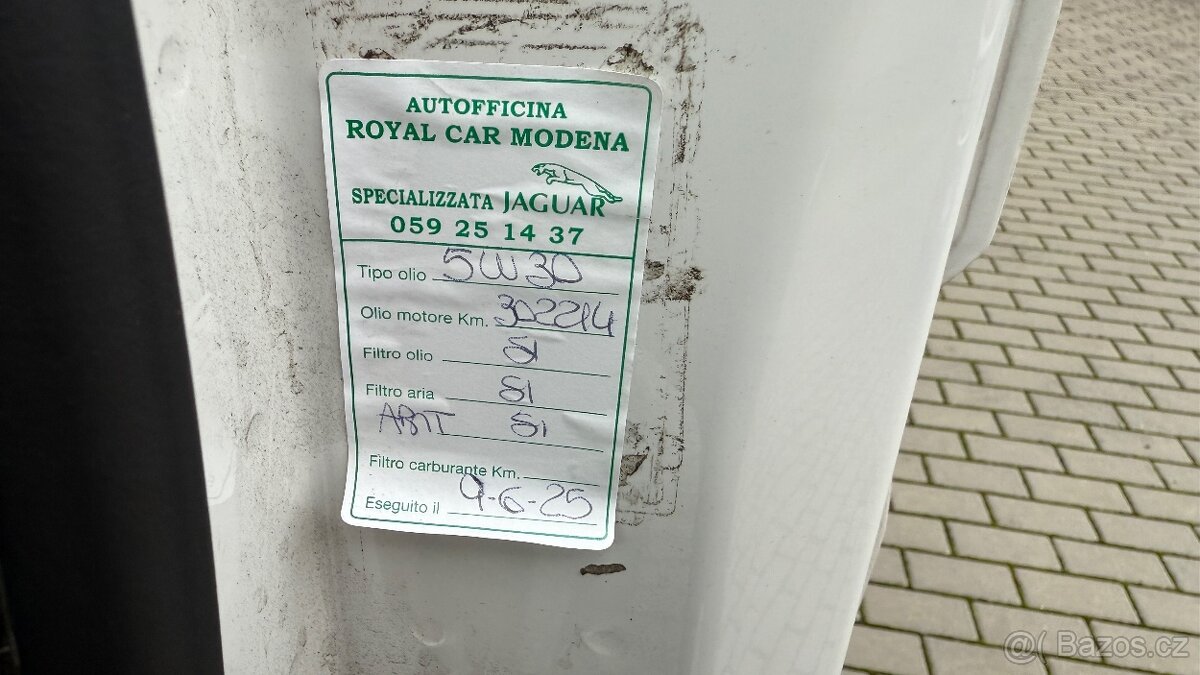 AUTOFFICINA
ROYAL CAR MODENA
SPECIALIZZATA JAGUAR
059 25 14 37
Tipo olio 5W30
Olio motore Km. 302214
Filtro olio SI
Filtro aria SI
ABIT SI
Filtro carburante Km.
Eseguito il 9-6-25
Bazos.cz